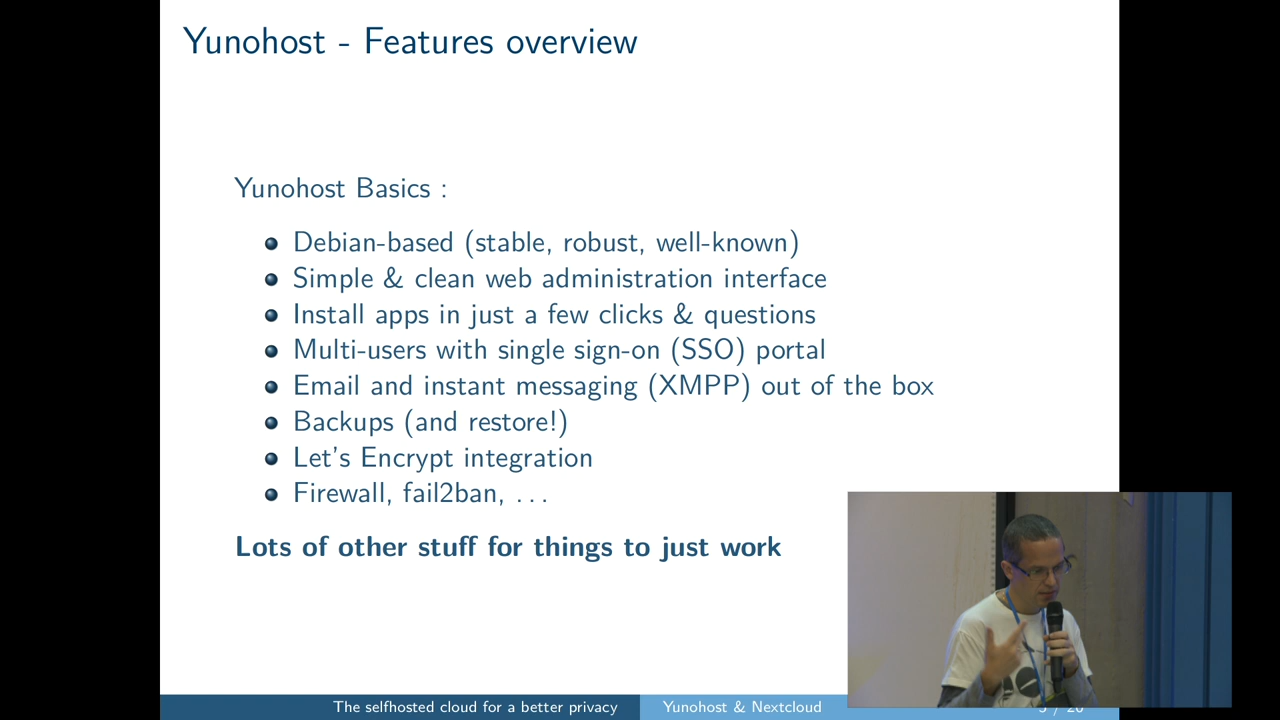 Yunohost - Features overview
Yunohost Basics :
Debian-based (stable, robust, well-known)
Simple & clean web administration interface
Install apps in just a few clicks & questions
Multi-users with single sign-on (SSO) portal
Email and instant messaging (XMPP) out of the box
Backups (and restore!)
Let's Encrypt integration
Firewall, fail2ban, ...
Lots of other stuff for things to just work
The selfhosted cloud for a better privacy
Yunohost & Nextcloud